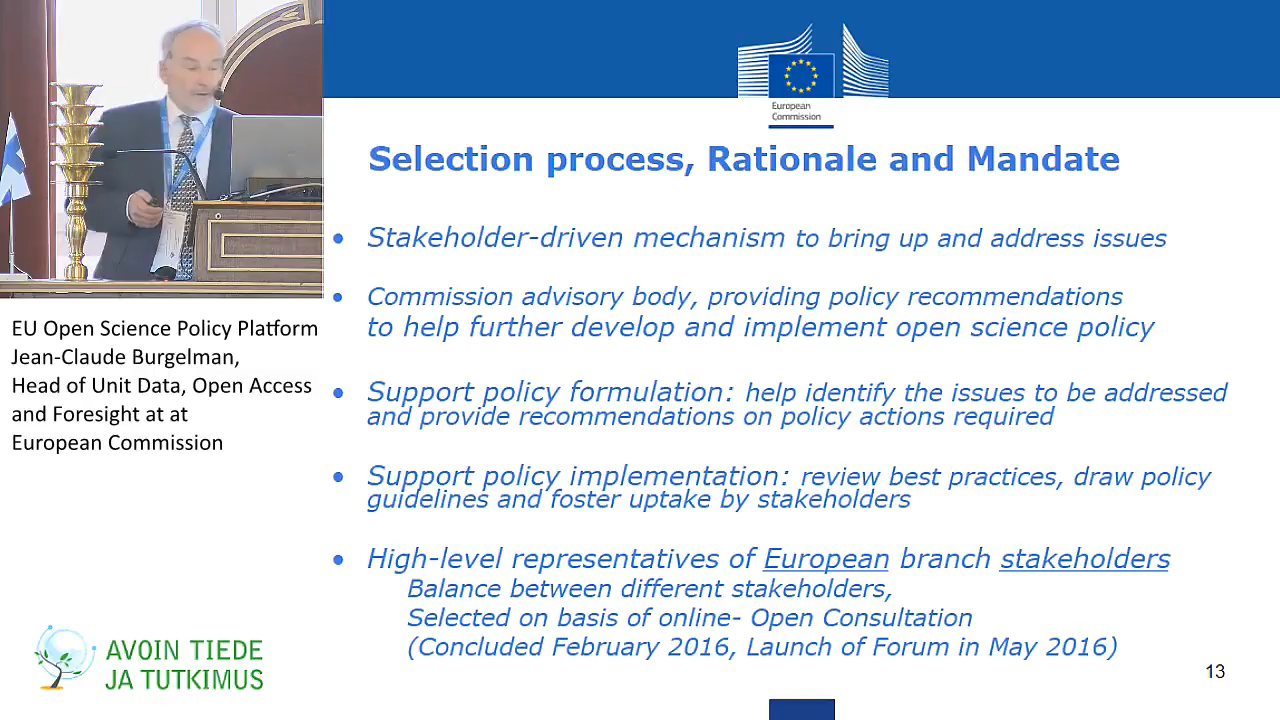 European
Commission
Selection process, Rationale and Mandate
• Stakeholder-driven mechanism to bring up and address issues
• Commission advisory body, providing policy recommendations
to help further develop and implement open science policy
• Support policy formulation: help identify the issues to be addressed
and provide recommendations on policy actions required
• Support policy implementation: review best practices, draw policy
guidelines and foster uptake by stakeholders
• High-level representatives of European branch stakeholders
Balance between different stakeholders,
Selected on basis of online- Open Consultation
(Concluded February 2016, Launch of Forum in May 2016)
13
EU Open Science Policy Platform
Jean-Claude Burgelman,
Head of Unit Data, Open Access
and Foresight at at
European Commission
AVOIN TIEDE
JA TUTKIMUS